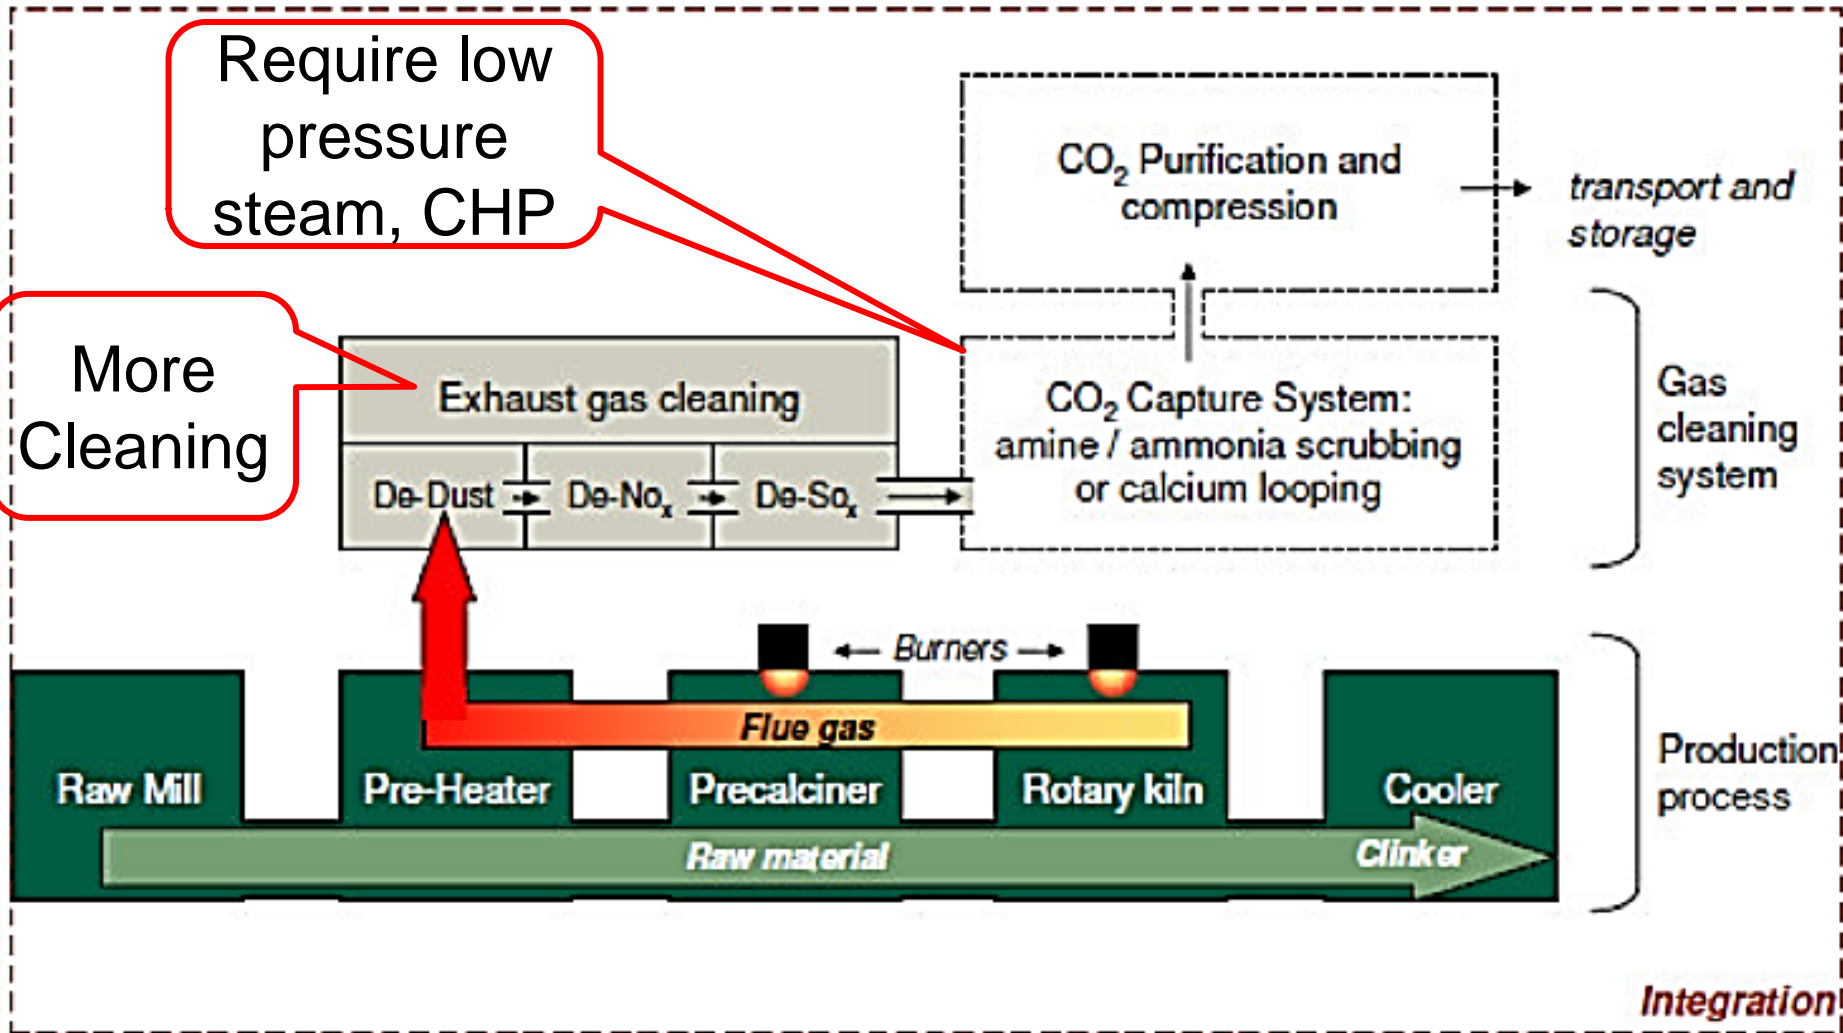 Require low
pressure
steam, CHP
CO₂ Purification and
compression
transport and
storage
More
Cleaning
Exhaust gas cleaning
De-Dust
De-Noₓ
De-Soₓ
CO₂ Capture System:
amine / ammonia scrubbing
or calcium looping
Gas
cleaning
system
Burners
Flue gas
Raw Mill
Pre-Heater
Precalciner
Rotary kiln
Cooler
Production
process
Raw material
Clinker
Integration